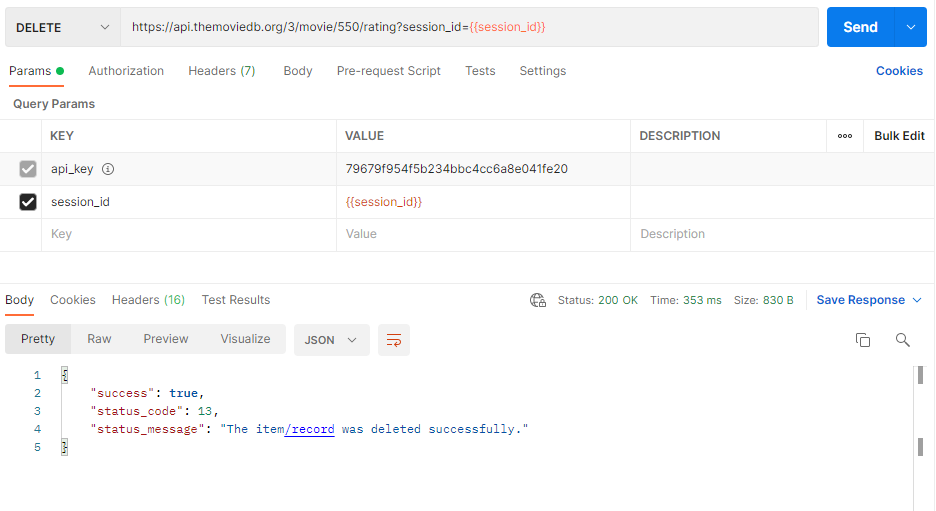 DELETE https://api.themoviedb.org/3/movie/550/rating?session_id={{session_id}} Send
Params Authorization Headers (7) Body Pre-request Script Tests Settings Cookies
Query Params
KEY VALUE DESCRIPTION ooo Bulk Edit
api_key 79679f954f5b234bbc4cc6a8e041fe20
session_id {{session_id}}
Key Value Description
Body Cookies Headers (16) Test Results Status: 200 OK Time: 353 ms Size: 830 B Save Response
Pretty Raw Preview Visualize JSON
1 {
2 "success": true,
3 "status_code": 13,
4 "status_message": "The item/record was deleted successfully."
5 }